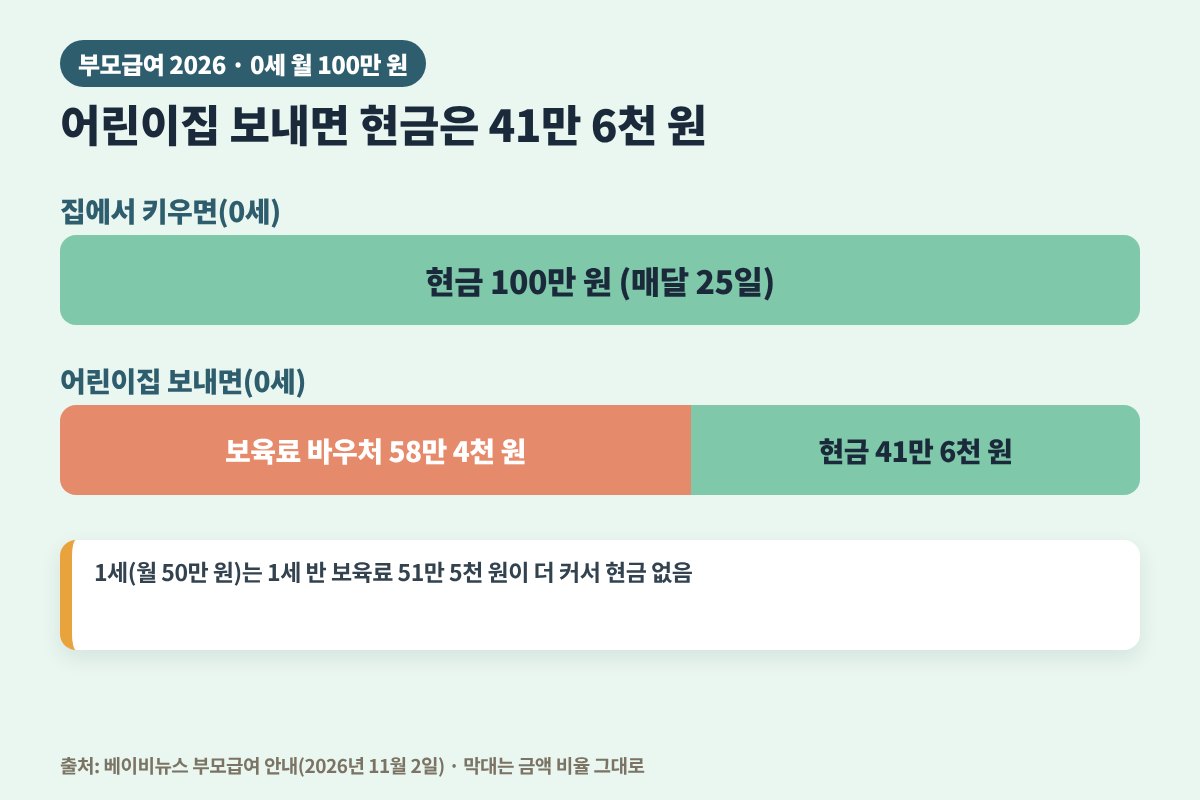 부모급여 2026 · 0세 월 100만 원
어린이집 보내면 현금은 41만 6천 원
집에서 키우면(0세)
현금 100만 원 (매달 25일)
어린이집 보내면(0세)
보육료 바우처 58만 4천 원
현금 41만 6천 원
1세(월 50만 원)는 1세 반 보육료 51만 5천 원이 더 커서 현금 없음
출처: 베이비뉴스 부모급여 안내(2026년 11월 2일) · 막대는 금액 비율 그대로